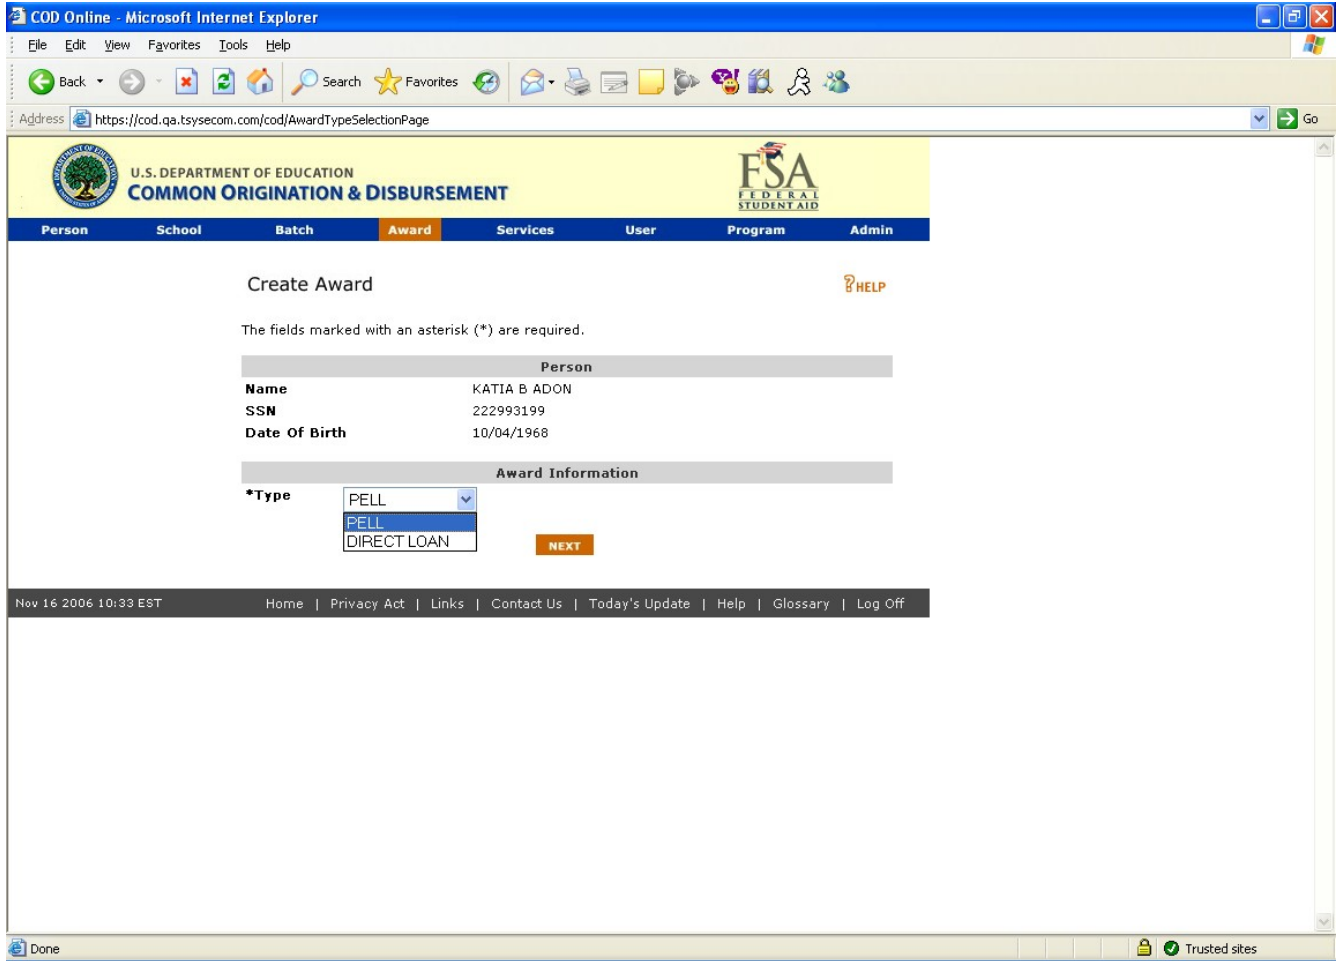 COD Online - Microsoft Internet Explorer
File Edit View Favorites Tools Help
Back Search Favorites
Address https://cod.qa.tsysecom.com/cod/AwardTypeSelectionPage Go
U.S. DEPARTMENT OF EDUCATION
COMMON ORIGINATION & DISBURSEMENT
FSA
FEDERAL
STUDENT AID
Person School Batch Award Services User Program Admin
Create Award
HELP
The fields marked with an asterisk (*) are required.
Person
Name KATIA B ADON
SSN 222993199
Date Of Birth 10/04/1968
Award Information
*Type PELL
PELL
DIRECT LOAN
NEXT
Nov 16 2006 10:33 EST Home | Privacy Act | Links | Contact Us | Today's Update | Help | Glossary | Log Off
Done Trusted sites